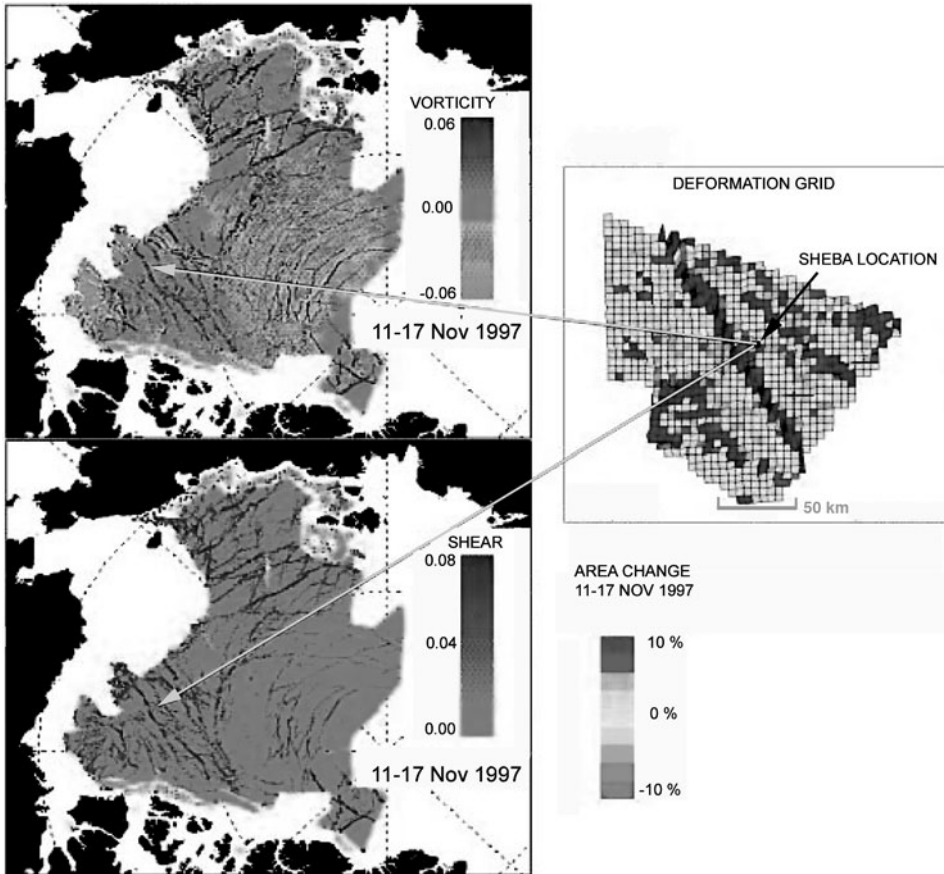 VORTICITY
0.06
0.00
-0.06
11-17 Nov 1997
DEFORMATION GRID
SHEBA LOCATION
50 km
SHEAR
0.08
0.04
0.00
11-17 Nov 1997
AREA CHANGE
11-17 NOV 1997
10 %
0 %
-10 %